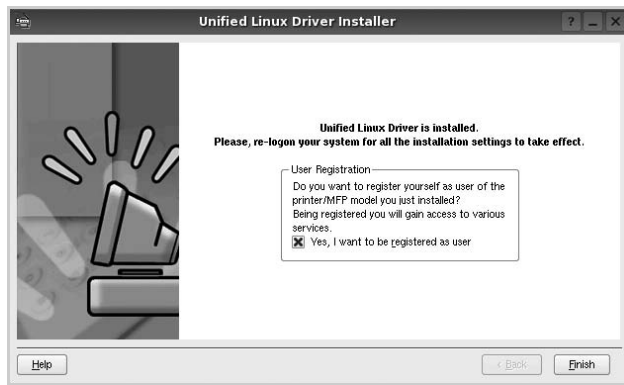 Unified Linux Driver Installer
Unified Linux Driver is installed.
Please, re-logon your system for all the installation settings to take effect.
User Registration
Do you want to register yourself as user of the
printer/MFP model you just installed?
Being registered you will gain access to various
services.
Yes, I want to be registered as user
Help
< Back
Finish